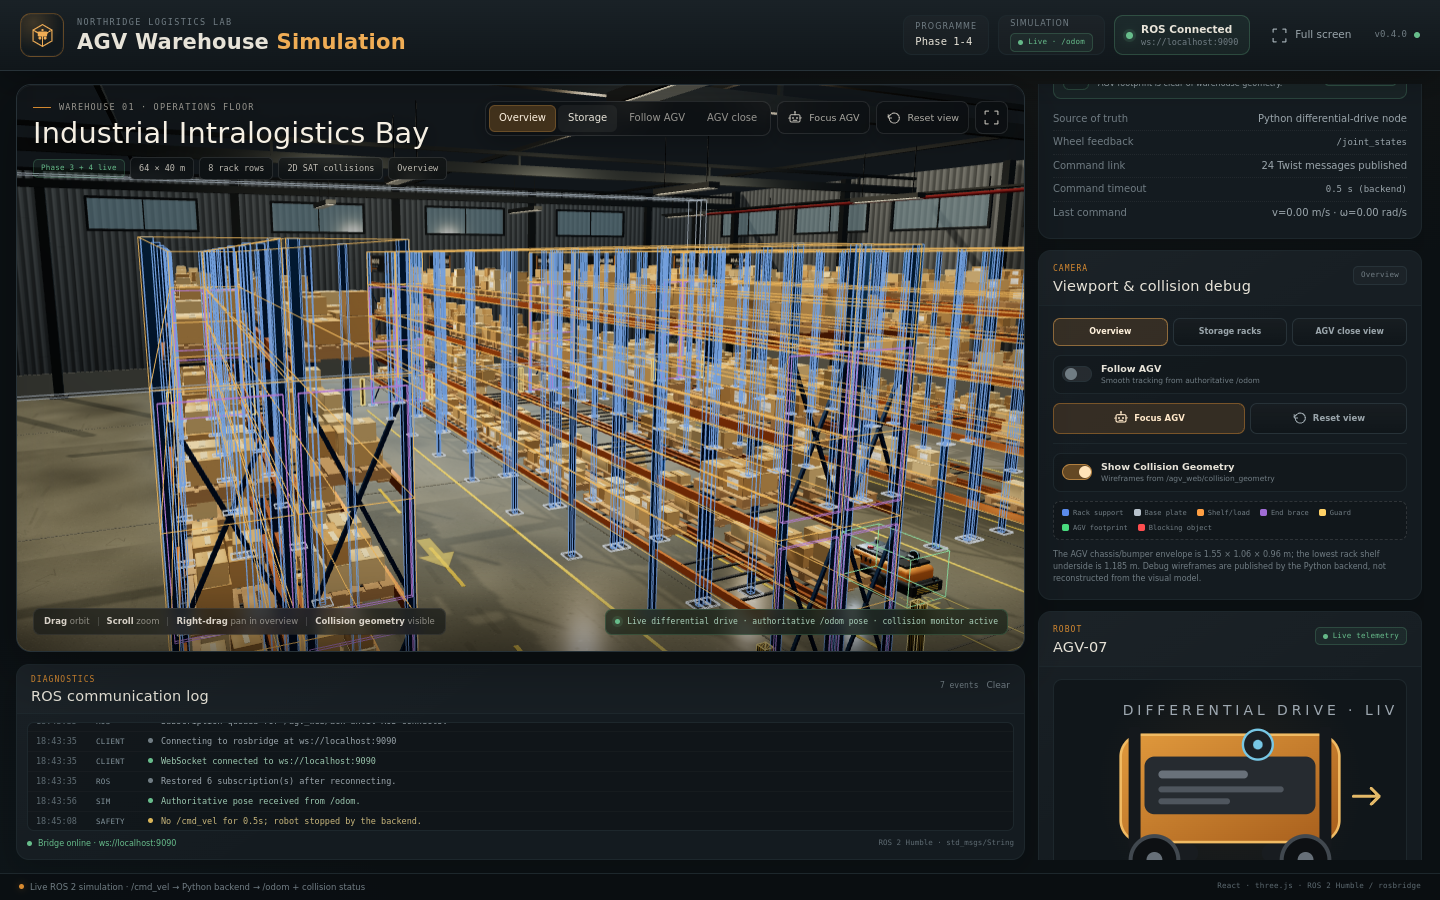 NORTHRIDGE LOGISTICS LAB
AGV Warehouse Simulation
PROGRAMME
Phase 1-4
SIMULATION
Live · /odom
ROS Connected
ws://localhost:9090
Full screen
v0.4.0
WAREHOUSE 01 · OPERATIONS FLOOR
Industrial Intralogistics Bay
Phase 3 + 4 live
64 × 40 m
8 rack rows
2D SAT collisions
Overview
Overview
Storage
Follow AGV
AGV close
Focus AGV
Reset view
Drag orbit | Scroll zoom | Right-drag pan in overview | Collision geometry visible
Live differential drive · authoritative /odom pose · collision monitor active
DIAGNOSTICS
ROS communication log
7 events
Clear
18:43:35 CLIENT Connecting to rosbridge at ws://localhost:9090
18:43:35 CLIENT WebSocket connected to ws://localhost:9090
18:43:35 ROS Restored 6 subscription(s) after reconnecting.
18:43:56 SIM Authoritative pose received from /odom.
18:45:08 SAFETY No /cmd_vel for 0.5s; robot stopped by the backend.
Bridge online · ws://localhost:9090
ROS 2 Humble · std_msgs/String
AGV footprint is clear of warehouse geometry.
Source of truth Python differential-drive node
Wheel feedback /joint_states
Command link 24 Twist messages published
Command timeout 0.5 s (backend)
Last command v=0.00 m/s · ω=0.00 rad/s
CAMERA
Viewport & collision debug
Overview
Overview
Storage racks
AGV close view
Follow AGV
Smooth tracking from authoritative /odom
Focus AGV
Reset view
Show Collision Geometry
Wireframes from /agv_web/collision_geometry
Rack support Base plate Shelf/load End brace Guard
AGV footprint Blocking object
The AGV chassis/bumper envelope is 1.55 × 1.06 × 0.96 m; the lowest rack shelf
underside is 1.185 m. Debug wireframes are published by the Python backend, not
reconstructed from the visual model.
ROBOT
AGV-07
Live telemetry
DIFFERENTIAL DRIVE · LIV
Live ROS 2 simulation · /cmd_vel → Python backend → /odom + collision status
React · three.js · ROS 2 Humble / rosbridge